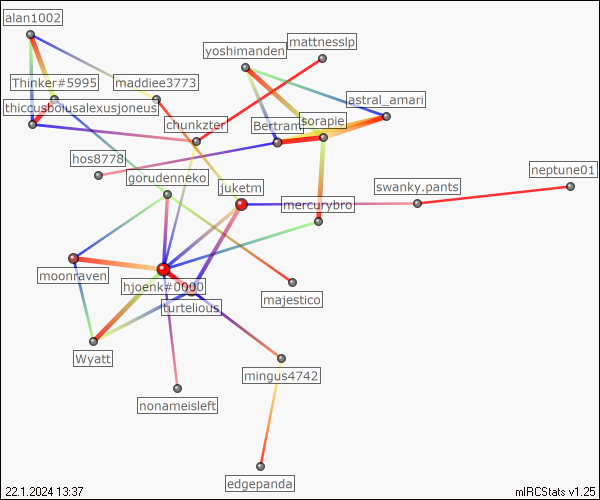 alan1002
mattnesslp
yoshimanden
Thinker#5995
maddiee3773
astral_amari
thiccusboiusalexusjoneus
chunkzter
Bertram
sorapie
hos8778
neptune01
gorudenneko
juketm
swanky.pants
mercurybro
moonraven
hjoenk#0000
majestico
turtelious
Wyatt
mingus4742
nonameisleft
edgepanda
22.1.2024 13:37
mIRCStats v1.25